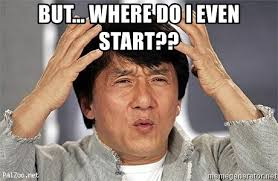 BUT... WHERE DO I EVEN
START??
PalZoo.net
memegenerator.net